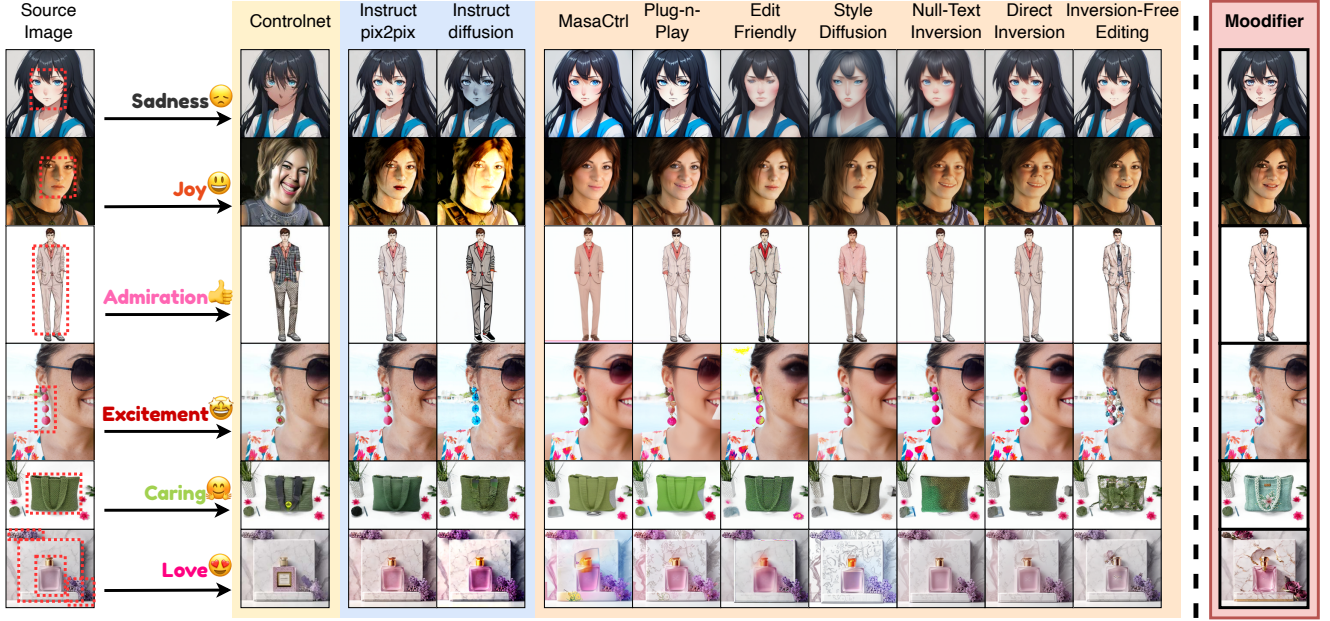 Source
Image
Controlnet
Instruct
pix2pix
Instruct
diffusion
MasaCtrl
Plug-n-
Play
Edit
Friendly
Style
Diffusion
Null-Text
Inversion
Direct
Inversion
Inversion-Free
Editing
Moodifier
Sadness
Joy
Admiration
Excitement
Caring
Love